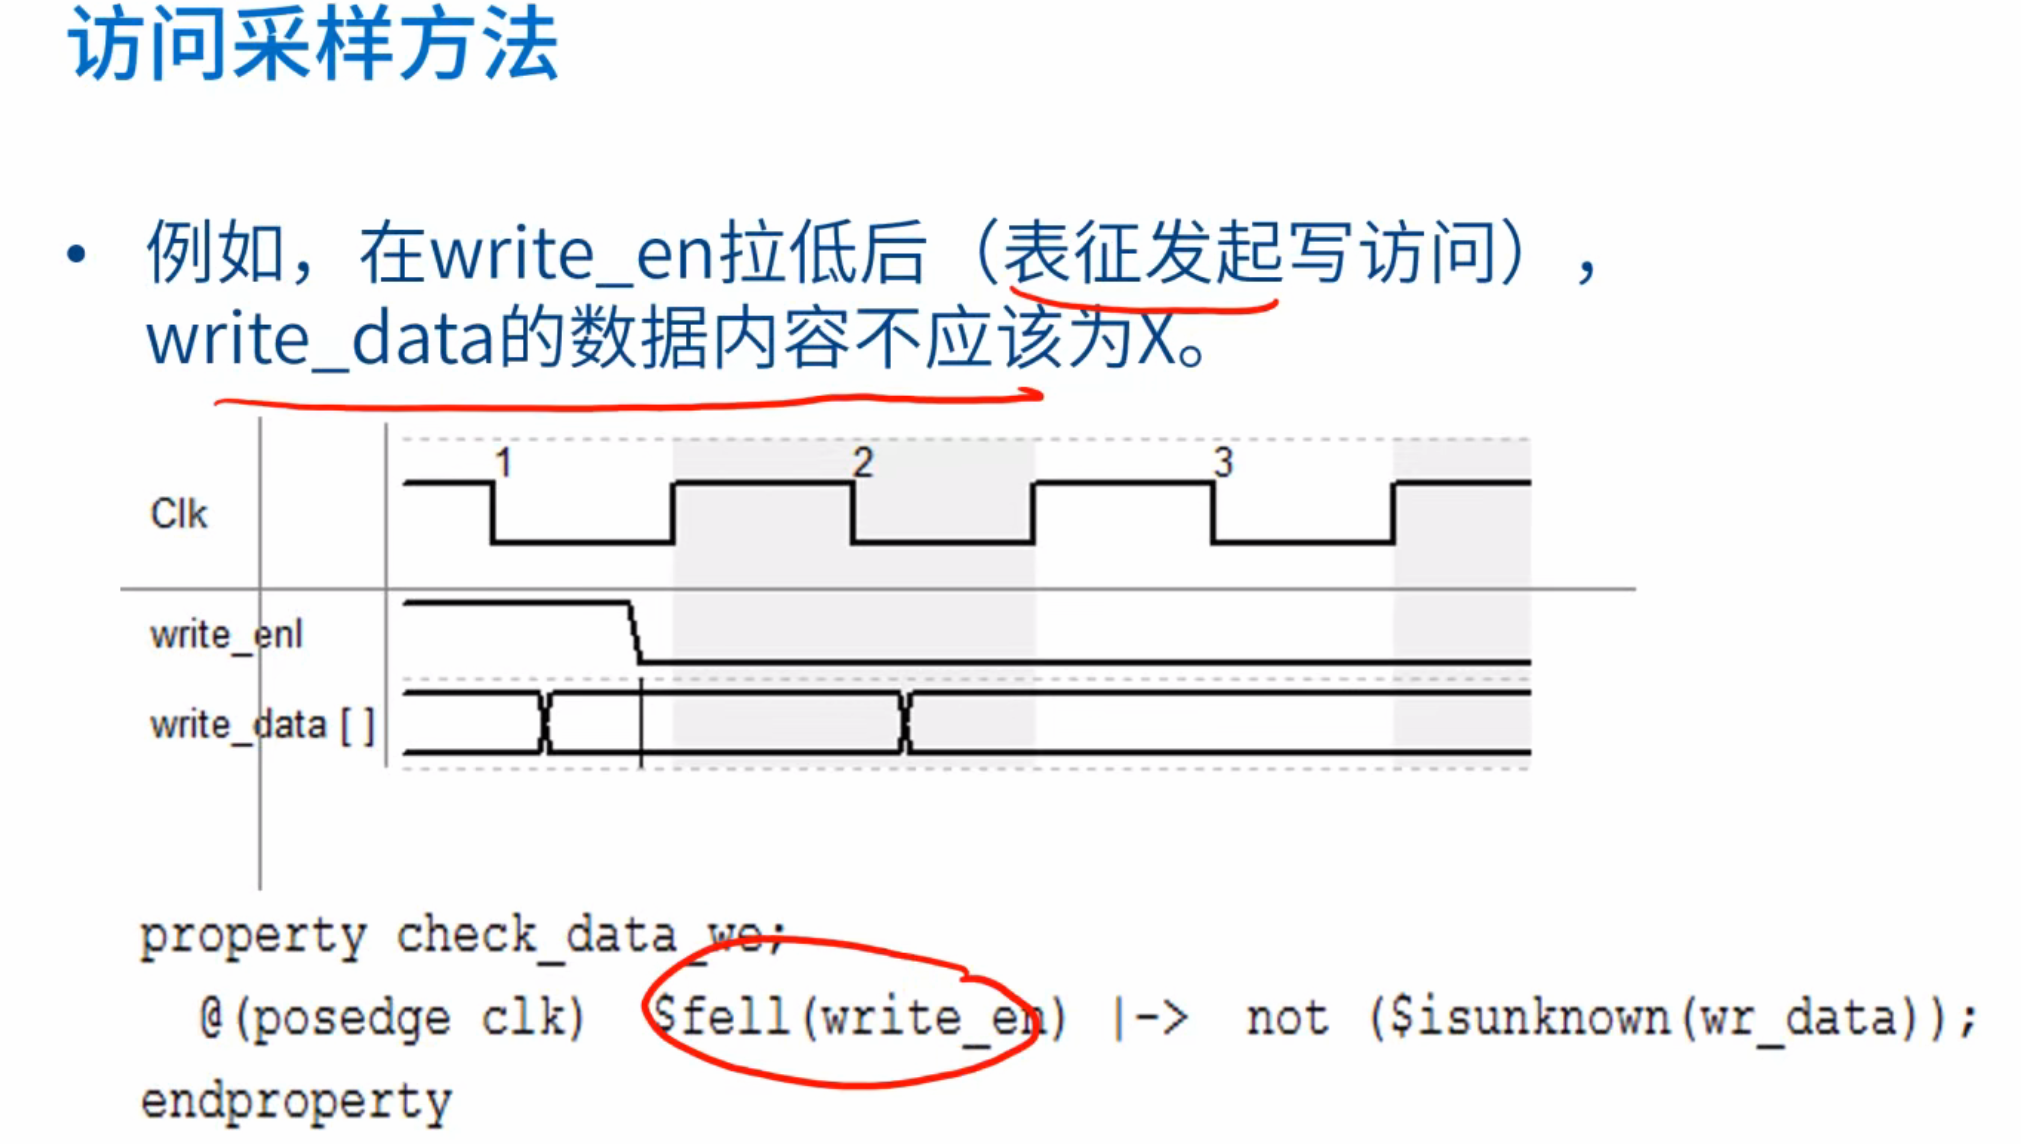 访问采样方法
• 例如，在write_en拉低后（表征发起写访问），
write_data的数据内容不应该为X。
1 2 3
Clk
write_enl
write_data [ ]
property check_data_we;
@(posedge clk) $fell(write_en) |-> not ($isunknown(wr_data));
endproperty